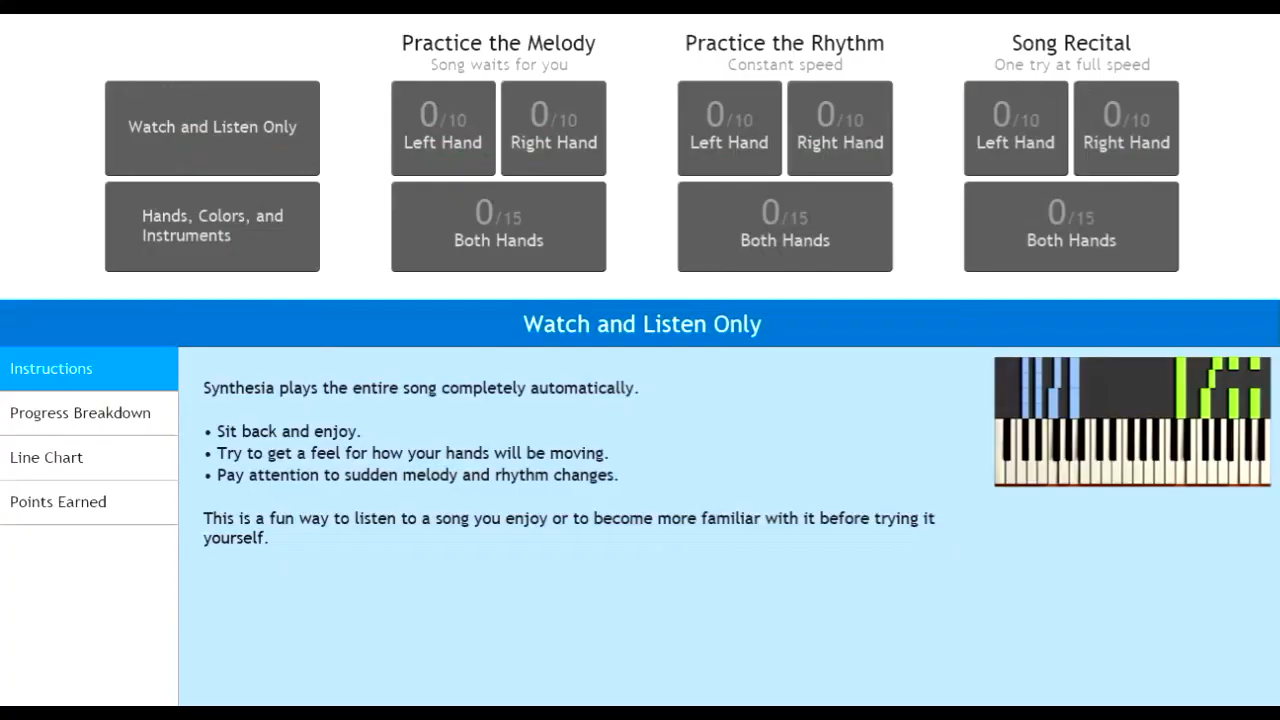 Practice the Melody
Song waits for you
Practice the Rhythm
Constant speed
Song Recital
One try at full speed
Watch and Listen Only
0/10
Left Hand
0/10
Right Hand
0/10
Left Hand
0/10
Right Hand
0/10
Left Hand
0/10
Right Hand
Hands, Colors, and
Instruments
0/15
Both Hands
0/15
Both Hands
0/15
Both Hands
Watch and Listen Only
Instructions
Progress Breakdown
Line Chart
Points Earned
Synthesia plays the entire song completely automatically.
• Sit back and enjoy.
• Try to get a feel for how your hands will be moving.
• Pay attention to sudden melody and rhythm changes.
This is a fun way to listen to a song you enjoy or to become more familiar with it before trying it
yourself.